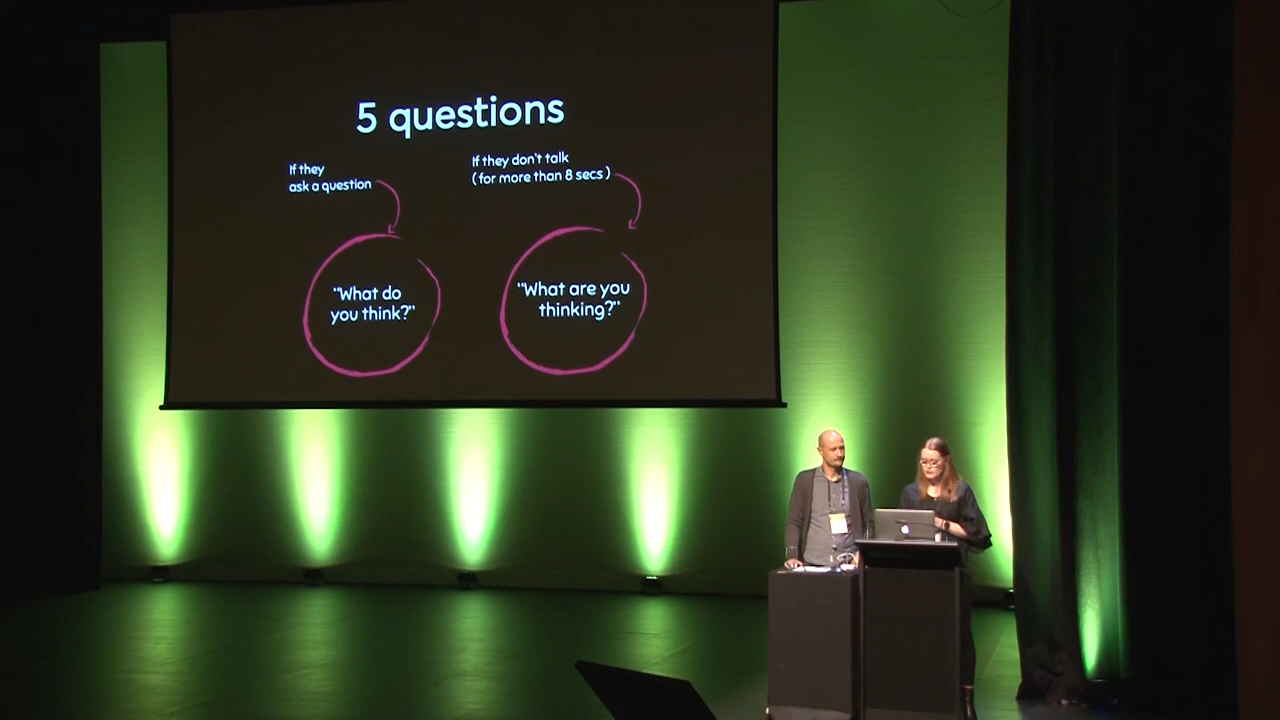 5 questions
If they
ask a question
If they don't talk
(for more than 8 secs)
"What do
you think?"
"What are you
thinking?"